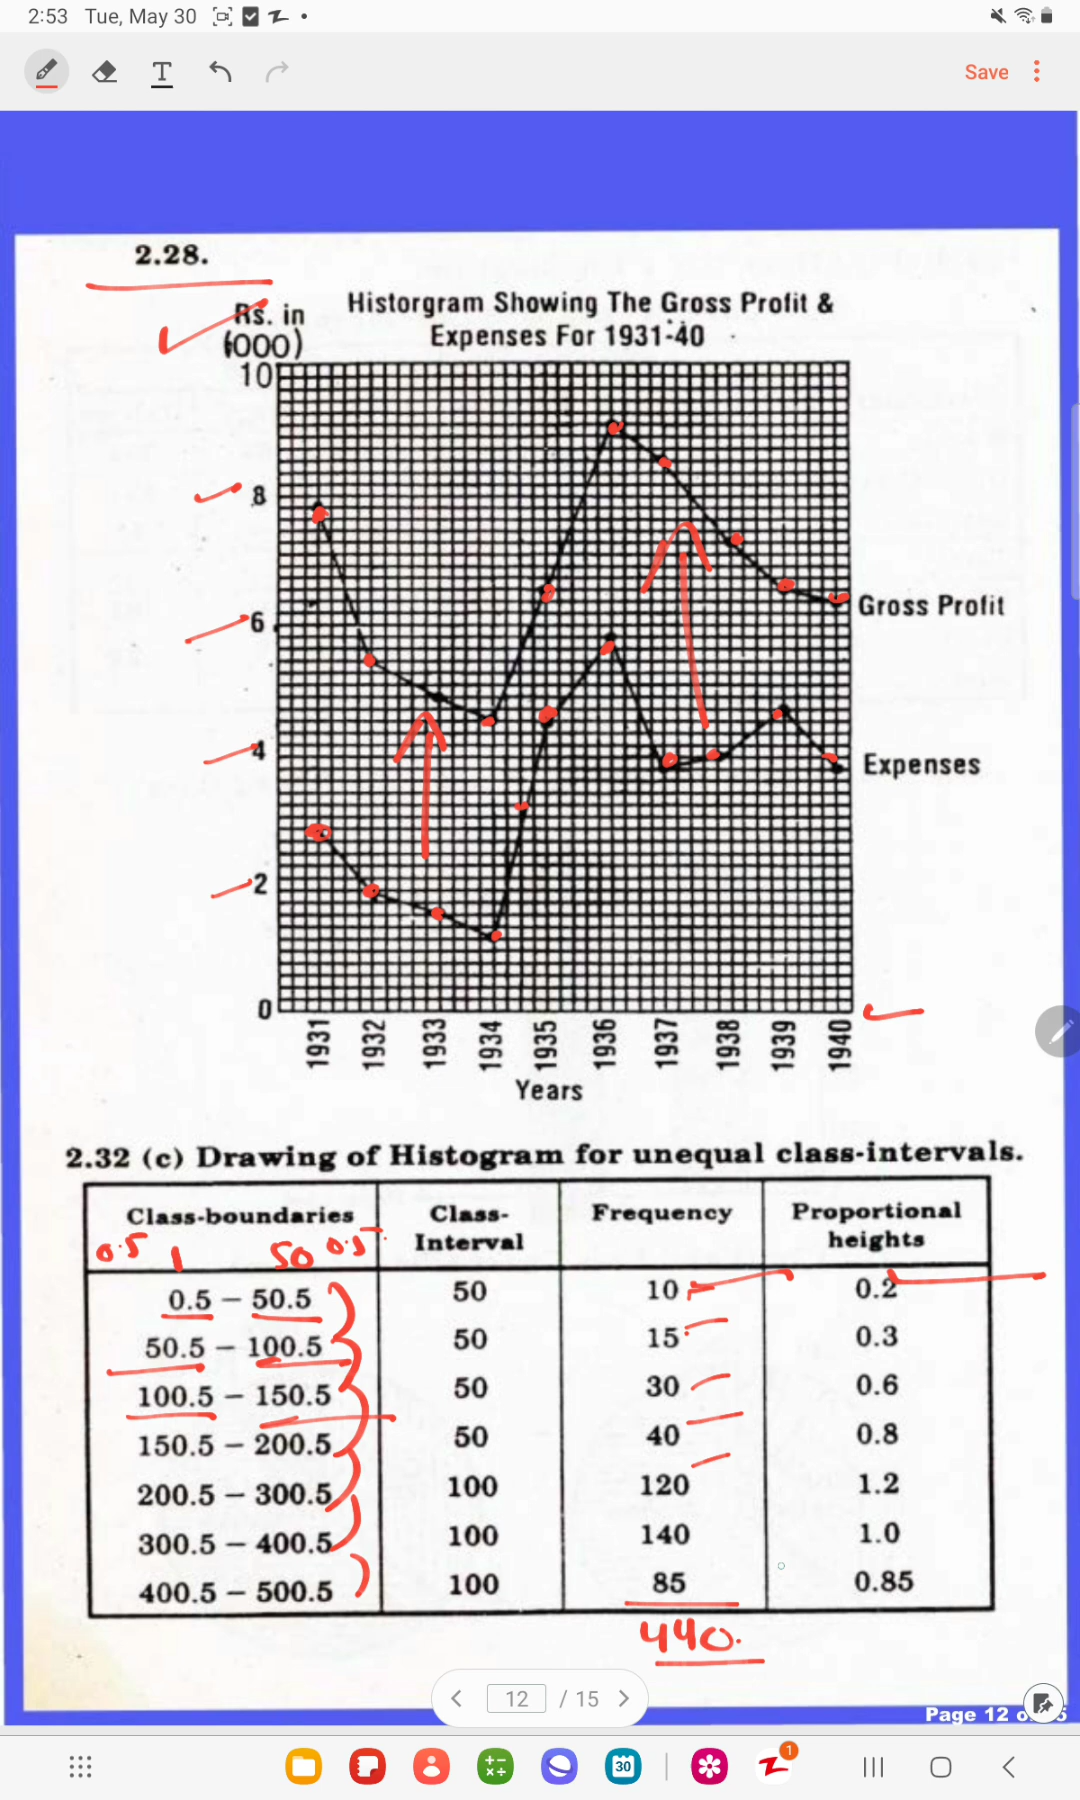 2:53 Tue, May 30
Save
2.28.
Rs. in
(000)
Historgram Showing The Gross Profit &
Expenses For 1931-40
10
8
6
4
2
0
Gross Profit
Expenses
1931 1932 1933 1934 1935 1936 1937 1938 1939 1940
Years
2.32 (c) Drawing of Histogram for unequal class-intervals.
Class-boundaries Class-Interval Frequency Proportional heights
0.5 1 50 0.5
0.5 – 50.5 50 10 0.2
50.5 – 100.5 50 15 0.3
100.5 – 150.5 50 30 0.6
150.5 – 200.5 50 40 0.8
200.5 – 300.5 100 120 1.2
300.5 – 400.5 100 140 1.0
400.5 – 500.5 100 85 0.85
440.
12 / 15
Page 12 o
30
1